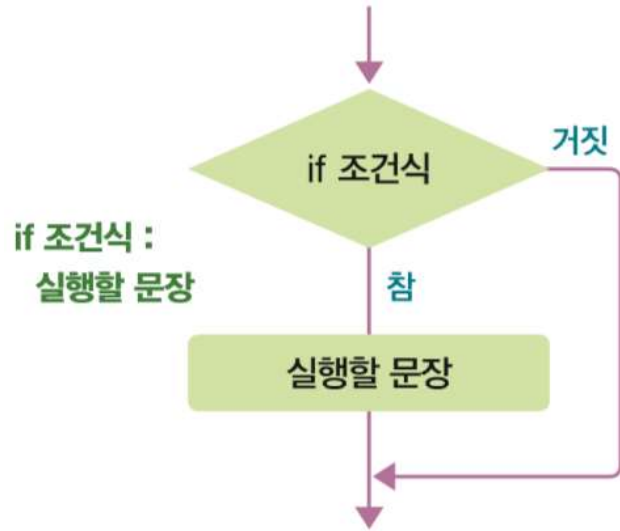 if 조건식
거짓
if 조건식 :
실행할 문장
참
실행할 문장